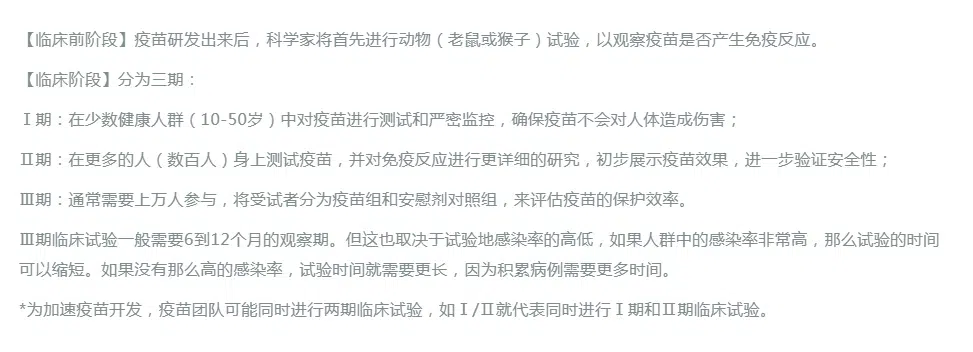 【临床前阶段】疫苗研发出来后，科学家将首先进行动物（老鼠或猴子）试验，以观察疫苗是否产生免疫反应。
【临床阶段】分为三期：
Ⅰ期：在少数健康人群（10-50岁）中对疫苗进行测试和严密监控，确保疫苗不会对人体造成伤害；
Ⅱ期：在更多的人（数百人）身上测试疫苗，并对免疫反应进行更详细的研究，初步展示疫苗效果，进一步验证安全性；
Ⅲ期：通常需要上万人参与，将受试者分为疫苗组和安慰剂对照组，来评估疫苗的保护效率。
Ⅲ期临床试验一般需要6到12个月的观察期。但这也取决于试验地感染率的高低，如果人群中的感染率非常高，那么试验的时间
可以缩短。如果没有那么高的感染率，试验时间就需要更长，因为积累病例需要更多时间。
*为加速疫苗开发，疫苗团队可能同时进行两期临床试验，如Ⅰ/Ⅱ就代表同时进行Ⅰ期和Ⅱ期临床试验。